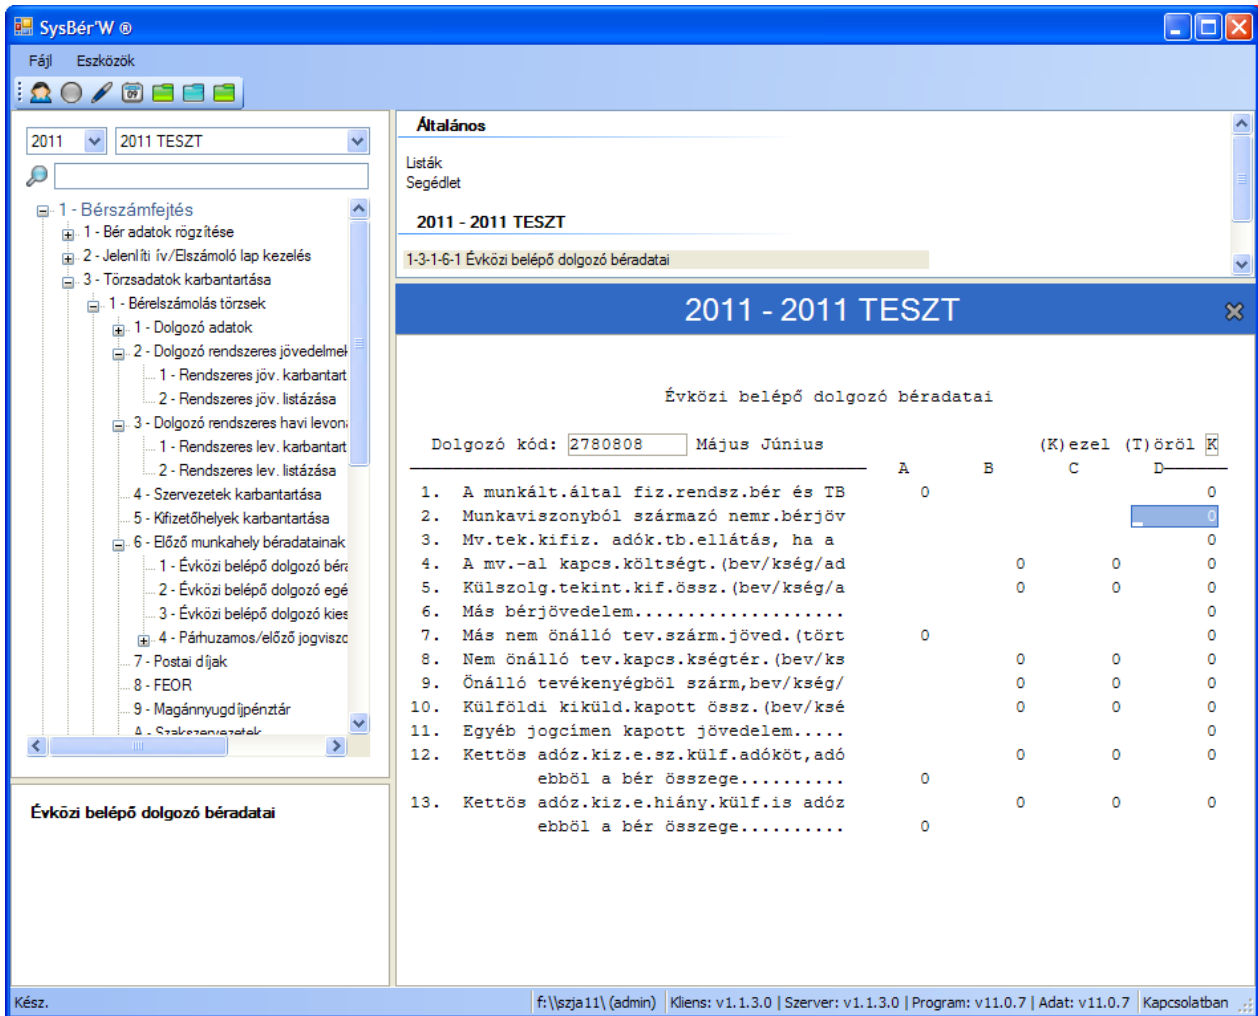 SysBér'W ®
Fájl Eszközök
09
2011 2011 TESZT
1 - Bérszámfejtés
1 - Bér adatok rögzítése
2 - Jelenlíti ív/Elszámoló lap kezelés
3 - Törzsadatok karbantartása
1 - Bérelszámolás törzsek
1 - Dolgozó adatok
2 - Dolgozó rendszeres jövedelmek
1 - Rendszeres jöv. karbantart
2 - Rendszeres jöv. listázása
3 - Dolgozó rendszeres havi levoná
1 - Rendszeres lev. karbantart
2 - Rendszeres lev. listázása
4 - Szervezetek karbantartása
5 - Kifizetőhelyek karbantartása
6 - Előző munkahely béradatainak
1 - Évközi belépő dolgozó béra
2 - Évközi belépő dolgozó egé
3 - Évközi belépő dolgozó kies
4 - Párhuzamos/előző jogviszo
7 - Postai díjak
8 - FEOR
9 - Magánnyugdíjpénztár
A - Szakszervezetek
Évközi belépő dolgozó béradatai
Általános
Listák
Segédlet
2011 - 2011 TESZT
1-3-1-6-1 Évközi belépő dolgozó béradatai
2011 - 2011 TESZT
Évközi belépő dolgozó béradatai
Dolgozó kód: 2780808 Május Június (K)ezel (T)öröl K
A B C D
1. A munkált.által fiz.rendsz.bér és TB 0 0
2. Munkaviszonyból származó nemr.bérjöv 0
3. Mv.tek.kifiz. adók.tb.ellátás, ha a 0
4. A mv.-al kapcs.költségt.(bev/kség/ad 0 0 0
5. Külszolg.tekint.kif.össz.(bev/kség/a 0 0 0
6. Más bérjövedelem.................... 0
7. Más nem önálló tev.szárm.jöved.(tört 0 0
8. Nem önálló tev.kapcs.kségtér.(bev/ks 0 0 0
9. Önálló tevékenyégböl szárm,bev/kség/ 0 0 0
10. Külföldi kiküld.kapott össz.(bev/ksé 0 0 0
11. Egyéb jogcímen kapott jövedelem..... 0
12. Kettös adóz.kiz.e.sz.külf.adóköt,adó 0 0 0
ebböl a bér összege.......... 0
13. Kettös adóz.kiz.e.hiány.külf.is adóz 0 0 0
ebböl a bér összege.......... 0
Kész. f:\\szja11\ (admin) Kliens: v1.1.3.0 | Szerver: v1.1.3.0 | Program: v11.0.7 | Adat: v11.0.7 Kapcsolatban